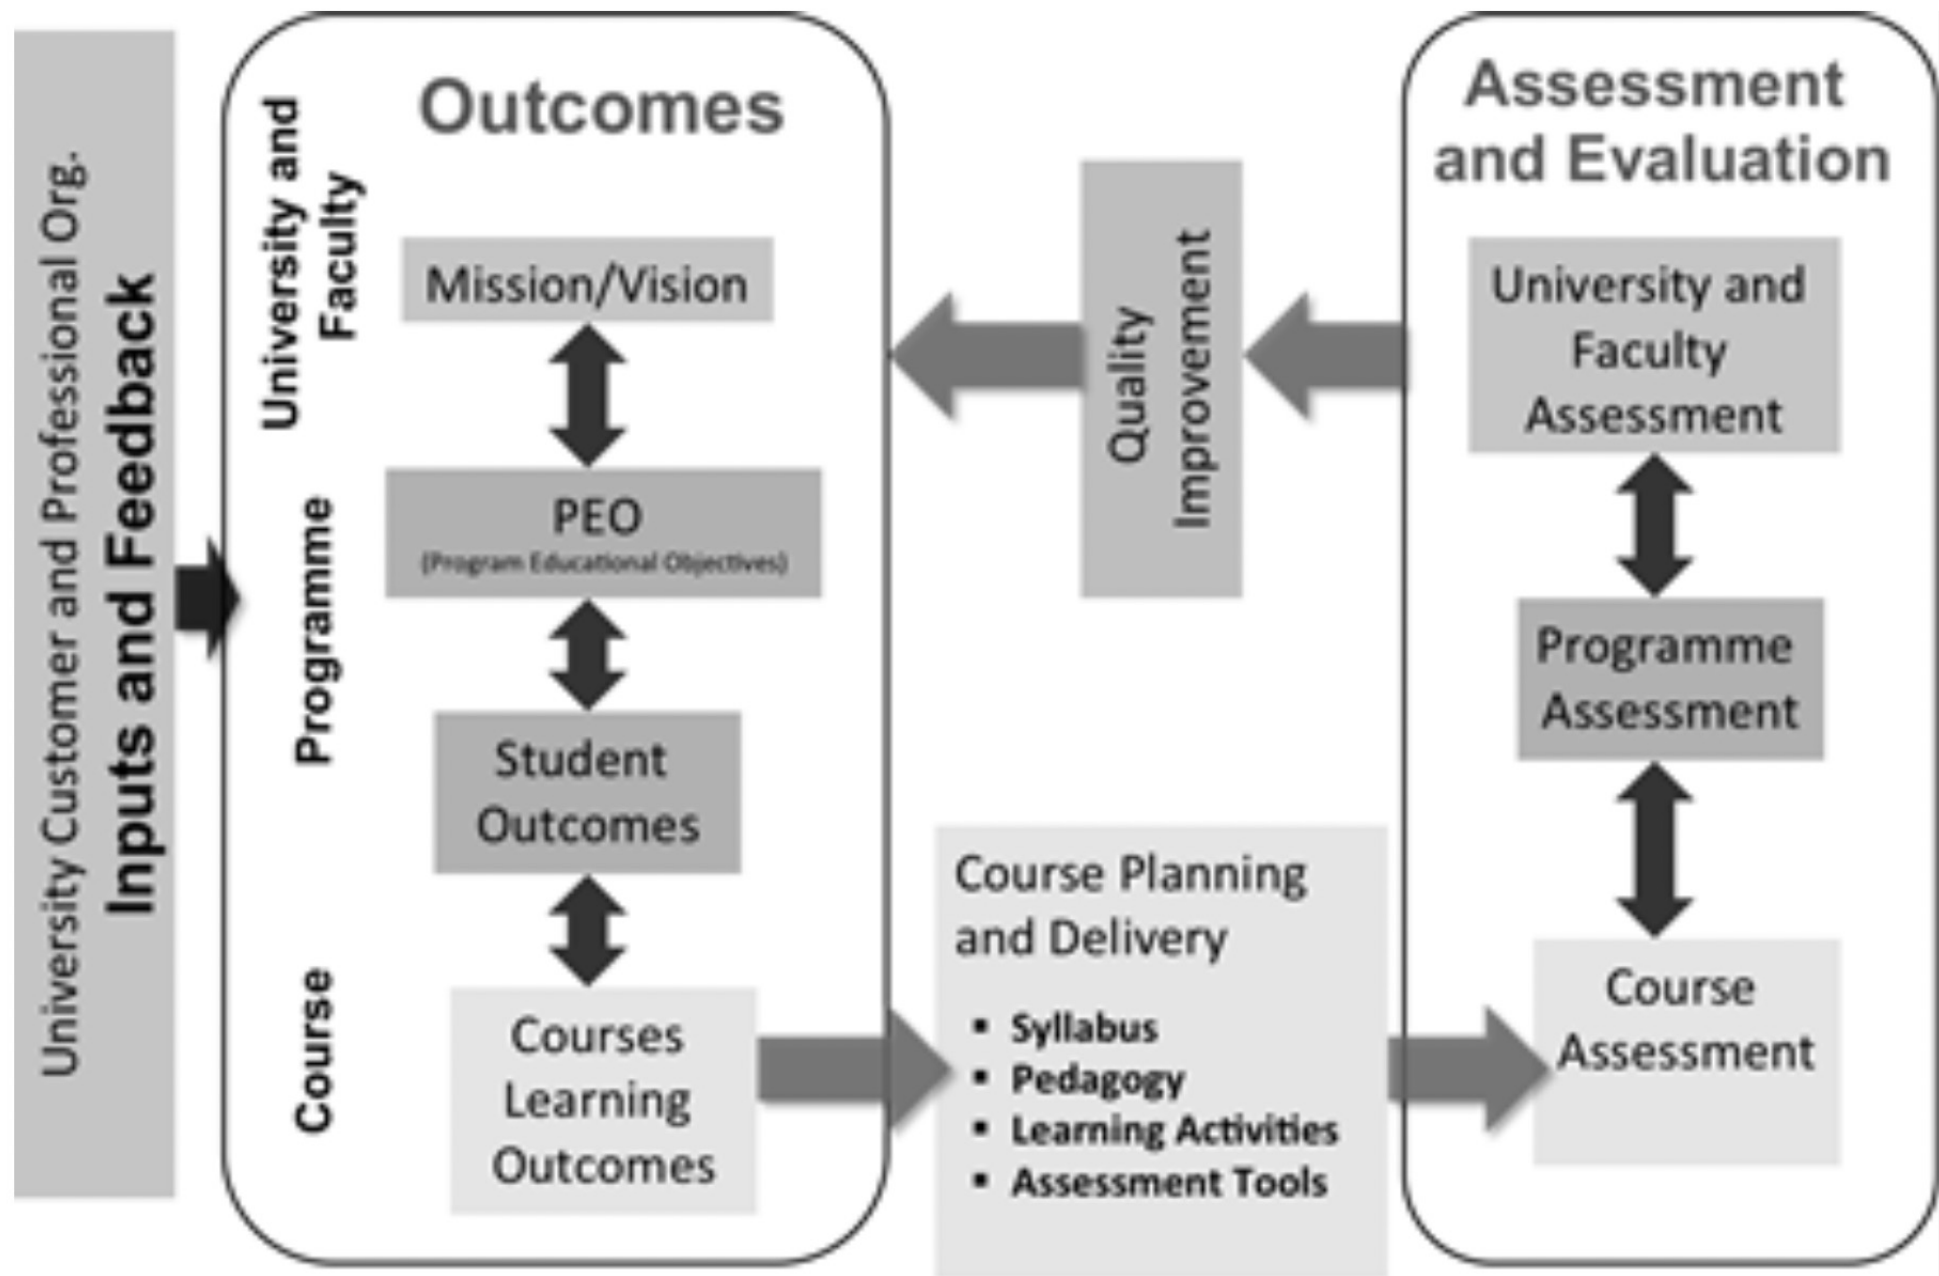 University Customer and Professional Org.
Inputs and Feedback
Outcomes
University and
Faculty
Mission/Vision
Programme
PEO
(Program Educational Objectives)
Student
Outcomes
Course
Courses
Learning
Outcomes
Quality
Improvement
Course Planning
and Delivery
▪ Syllabus
▪ Pedagogy
▪ Learning Activities
▪ Assessment Tools
Assessment
and Evaluation
University and
Faculty
Assessment
Programme
Assessment
Course
Assessment